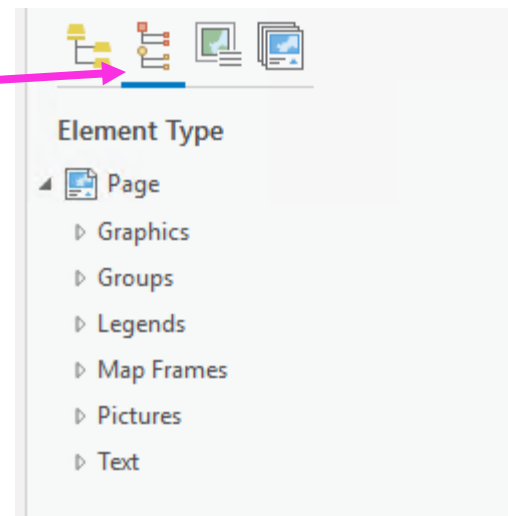 Element Type
Page
Graphics
Groups
Legends
Map Frames
Pictures
Text